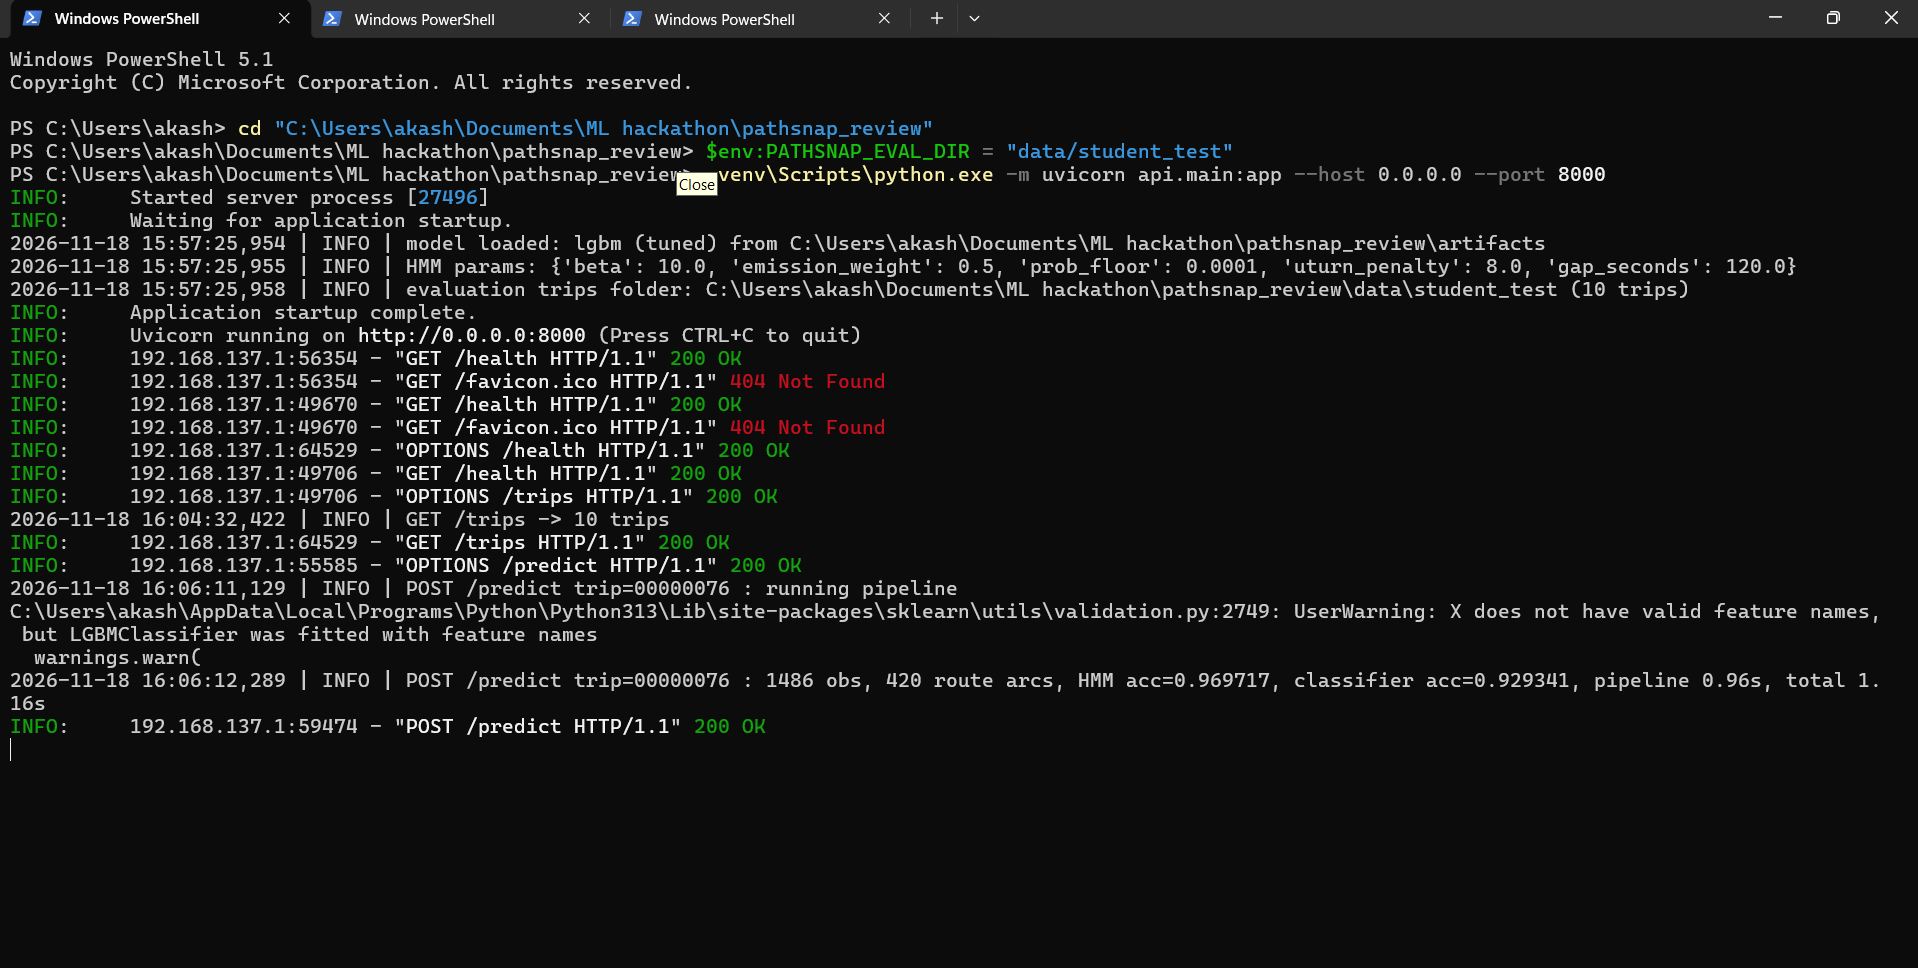 Windows PowerShell
Windows PowerShell
Windows PowerShell
Windows PowerShell 5.1
Copyright (C) Microsoft Corporation. All rights reserved.
PS C:\Users\akash> cd "C:\Users\akash\Documents\ML hackathon\pathsnap_review"
PS C:\Users\akash\Documents\ML hackathon\pathsnap_review> $env:PATHSNAP_EVAL_DIR = "data/student_test"
PS C:\Users\akash\Documents\ML hackathon\pathsnap_review venv\Scripts\python.exe -m uvicorn api.main:app --host 0.0.0.0 --port 8000
Close
INFO:     Started server process [27496]
INFO:     Waiting for application startup.
2026-11-18 15:57:25,954 | INFO | model loaded: lgbm (tuned) from C:\Users\akash\Documents\ML hackathon\pathsnap_review\artifacts
2026-11-18 15:57:25,955 | INFO | HMM params: {'beta': 10.0, 'emission_weight': 0.5, 'prob_floor': 0.0001, 'uturn_penalty': 8.0, 'gap_seconds': 120.0}
2026-11-18 15:57:25,958 | INFO | evaluation trips folder: C:\Users\akash\Documents\ML hackathon\pathsnap_review\data\student_test (10 trips)
INFO:     Application startup complete.
INFO:     Uvicorn running on http://0.0.0.0:8000 (Press CTRL+C to quit)
INFO:     192.168.137.1:56354 - "GET /health HTTP/1.1" 200 OK
INFO:     192.168.137.1:56354 - "GET /favicon.ico HTTP/1.1" 404 Not Found
INFO:     192.168.137.1:49670 - "GET /health HTTP/1.1" 200 OK
INFO:     192.168.137.1:49670 - "GET /favicon.ico HTTP/1.1" 404 Not Found
INFO:     192.168.137.1:64529 - "OPTIONS /health HTTP/1.1" 200 OK
INFO:     192.168.137.1:49706 - "GET /health HTTP/1.1" 200 OK
INFO:     192.168.137.1:49706 - "OPTIONS /trips HTTP/1.1" 200 OK
2026-11-18 16:04:32,422 | INFO | GET /trips -> 10 trips
INFO:     192.168.137.1:64529 - "GET /trips HTTP/1.1" 200 OK
INFO:     192.168.137.1:55585 - "OPTIONS /predict HTTP/1.1" 200 OK
2026-11-18 16:06:11,129 | INFO | POST /predict trip=00000076 : running pipeline
C:\Users\akash\AppData\Local\Programs\Python\Python313\Lib\site-packages\sklearn\utils\validation.py:2749: UserWarning: X does not have valid feature names,
 but LGBMClassifier was fitted with feature names
  warnings.warn(
2026-11-18 16:06:12,289 | INFO | POST /predict trip=00000076 : 1486 obs, 420 route arcs, HMM acc=0.969717, classifier acc=0.929341, pipeline 0.96s, total 1.
16s
INFO:     192.168.137.1:59474 - "POST /predict HTTP/1.1" 200 OK